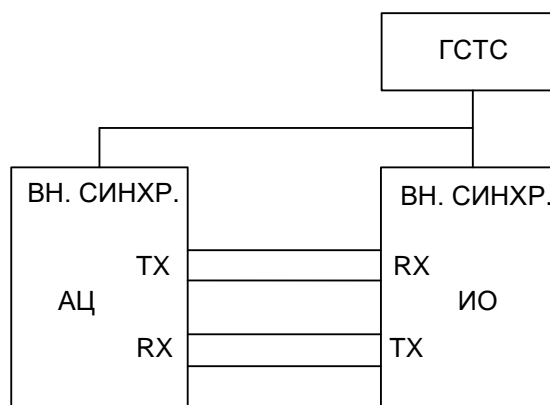 ГСТС
ВН. СИНХР.
ВН. СИНХР.
TX
RX
АЦ
ИО
RX
TX